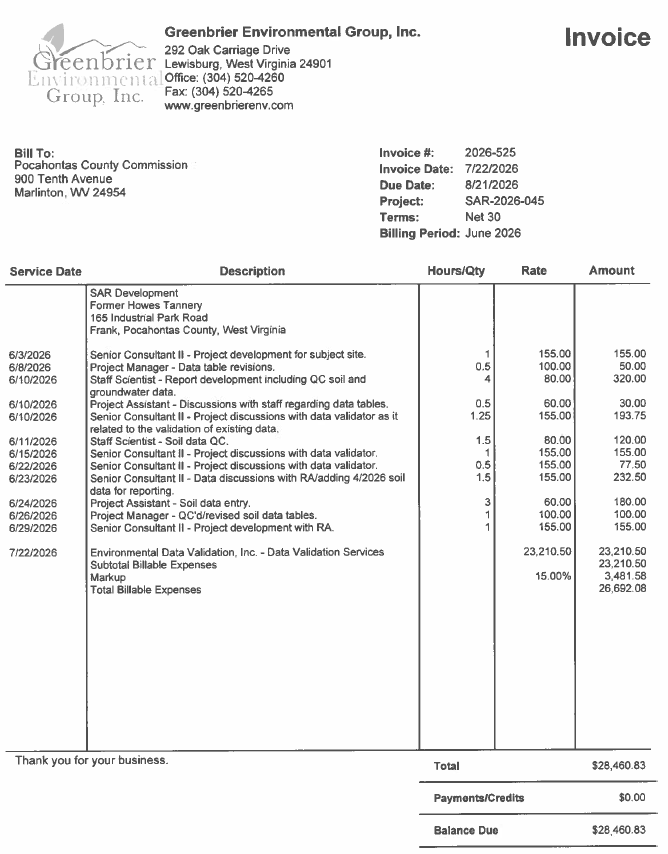 Greenbrier
Environmental
Group, Inc.
Greenbrier Environmental Group, Inc.
292 Oak Carriage Drive
Lewisburg, West Virginia 24901
Office: (304) 520-4260
Fax: (304) 520-4265
www.greenbrierenv.com
Invoice
Bill To:
Pocahontas County Commission
900 Tenth Avenue
Marlinton, WV 24954
Invoice #: 2026-525
Invoice Date: 7/22/2026
Due Date: 8/21/2026
Project: SAR-2026-045
Terms: Net 30
Billing Period: June 2026
Service Date Description Hours/Qty Rate Amount
SAR Development
Former Howes Tannery
165 Industrial Park Road
Frank, Pocahontas County, West Virginia
6/3/2026 Senior Consultant II - Project development for subject site. 1 155.00 155.00
6/8/2026 Project Manager - Data table revisions. 0.5 100.00 50.00
6/10/2026 Staff Scientist - Report development including QC soil and 4 80.00 320.00
groundwater data.
6/10/2026 Project Assistant - Discussions with staff regarding data tables. 0.5 60.00 30.00
6/10/2026 Senior Consultant II - Project discussions with data validator as it 1.25 155.00 193.75
related to the validation of existing data.
6/11/2026 Staff Scientist - Soil data QC. 1.5 80.00 120.00
6/15/2026 Senior Consultant II - Project discussions with data validator. 1 155.00 155.00
6/22/2026 Senior Consultant II - Project discussions with data validator. 0.5 155.00 77.50
6/23/2026 Senior Consultant II - Data discussions with RA/adding 4/2026 soil 1.5 155.00 232.50
data for reporting.
6/24/2026 Project Assistant - Soil data entry. 3 60.00 180.00
6/26/2026 Project Manager - QC'd/revised soil data tables. 1 100.00 100.00
6/29/2026 Senior Consultant II - Project development with RA. 1 155.00 155.00
7/22/2026 Environmental Data Validation, Inc. - Data Validation Services 23,210.50 23,210.50
Subtotal Billable Expenses 23,210.50
Markup 15.00% 3,481.58
Total Billable Expenses 26,692.08
Thank you for your business.
Total $28,460.83
Payments/Credits $0.00
Balance Due $28,460.83